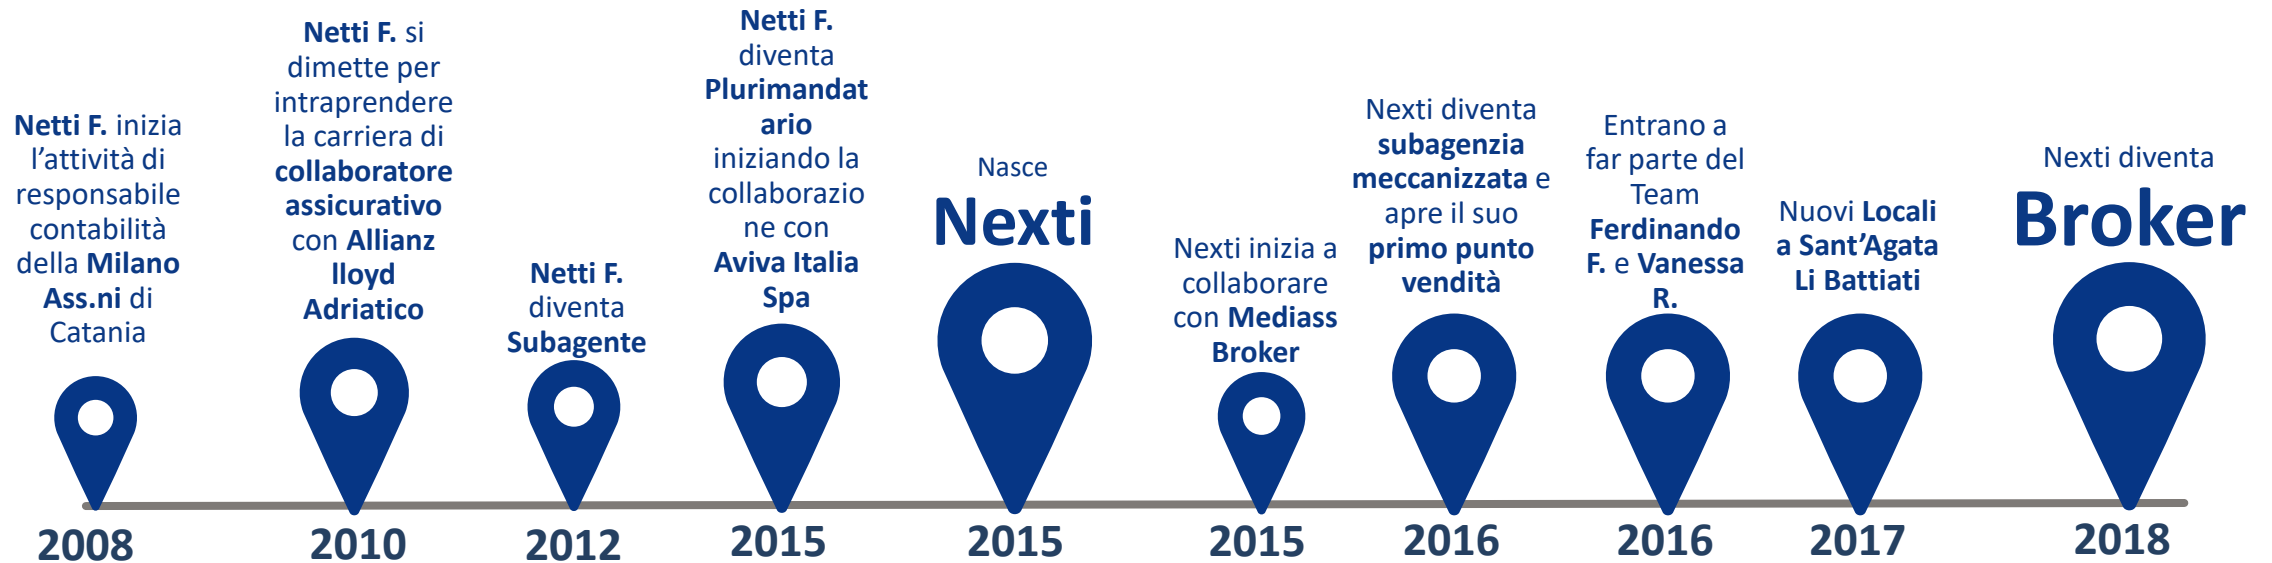 Netti F. inizia
l’attività di
responsabile
contabilità
della Milano
Ass.ni di
Catania
2008
Netti F. si
dimette per
intraprendere
la carriera di
collaboratore
assicurativo
con Allianz
lloyd
Adriatico
2010
Netti F.
diventa
Subagente
2012
Netti F.
diventa
Plurimandat
ario
iniziando la
collaborazio
ne con
Aviva Italia
Spa
2015
Nasce
Nexti
2015
Nexti inizia a
collaborare
con Mediass
Broker
2015
Nexti diventa
subagenzia
meccanizzata e
apre il suo
primo punto
vendità
2016
Entrano a
far parte del
Team
Ferdinando
F. e Vanessa
R.
2016
Nuovi Locali
a Sant’Agata
Li Battiati
2017
Nexti diventa
Broker
2018